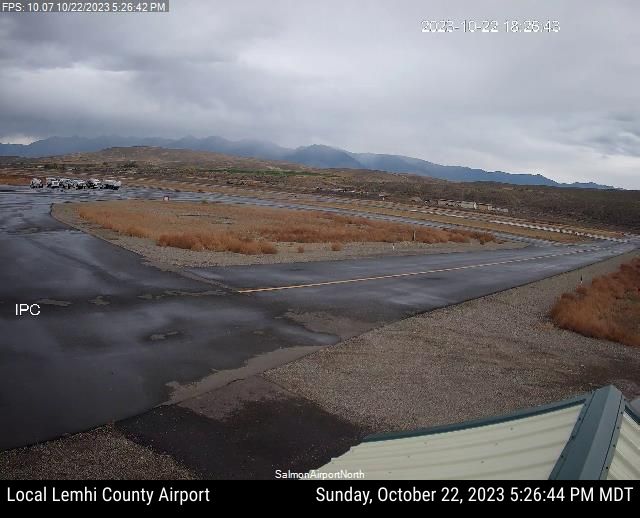 FPS: 10.07 10/22/2023 5:26:42 PM
2023-10-22 18:26:43
IPC
SalmonAirportNorth
Local Lemhi County Airport Sunday, October 22, 2023 5:26:44 PM MDT